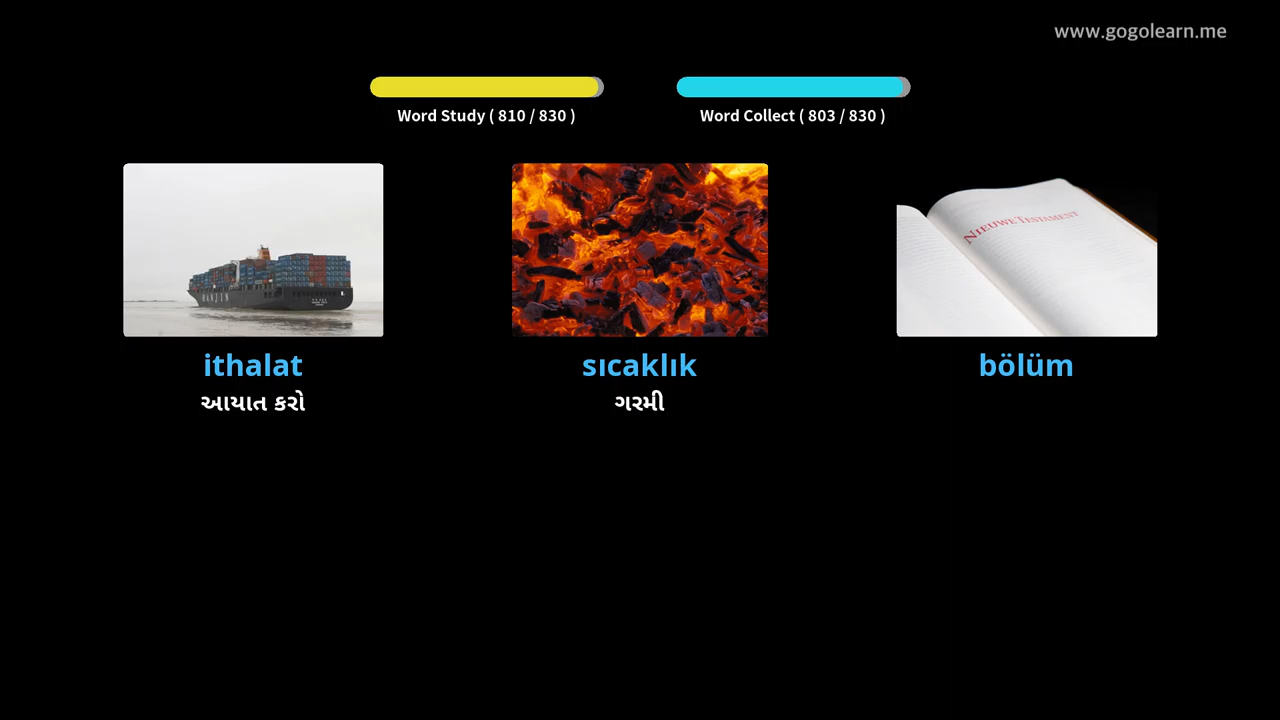 www.gogolearn.me
Word Study ( 810 / 830 )
Word Collect ( 803 / 830 )
HANJIN
NIEUWE TESTAMENT
ithalat
sıcaklık
bölüm
આયાત કરો
ગરમી